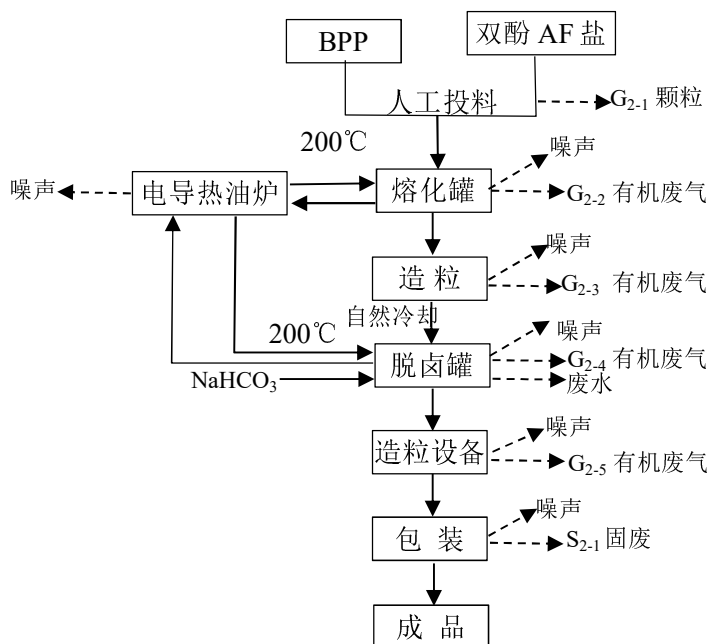 BPP
双酚 AF 盐
人工投料
G2-1 颗粒
200℃
噪声
噪声
电导热油炉
熔化罐
G2-2 有机废气
噪声
造 粒
G2-3 有机废气
自然冷却
200℃
噪声
脱卤罐
G2-4 有机废气
NaHCO3
废水
噪声
造粒设备
G2-5 有机废气
噪声
包 装
S2-1 固废
成 品